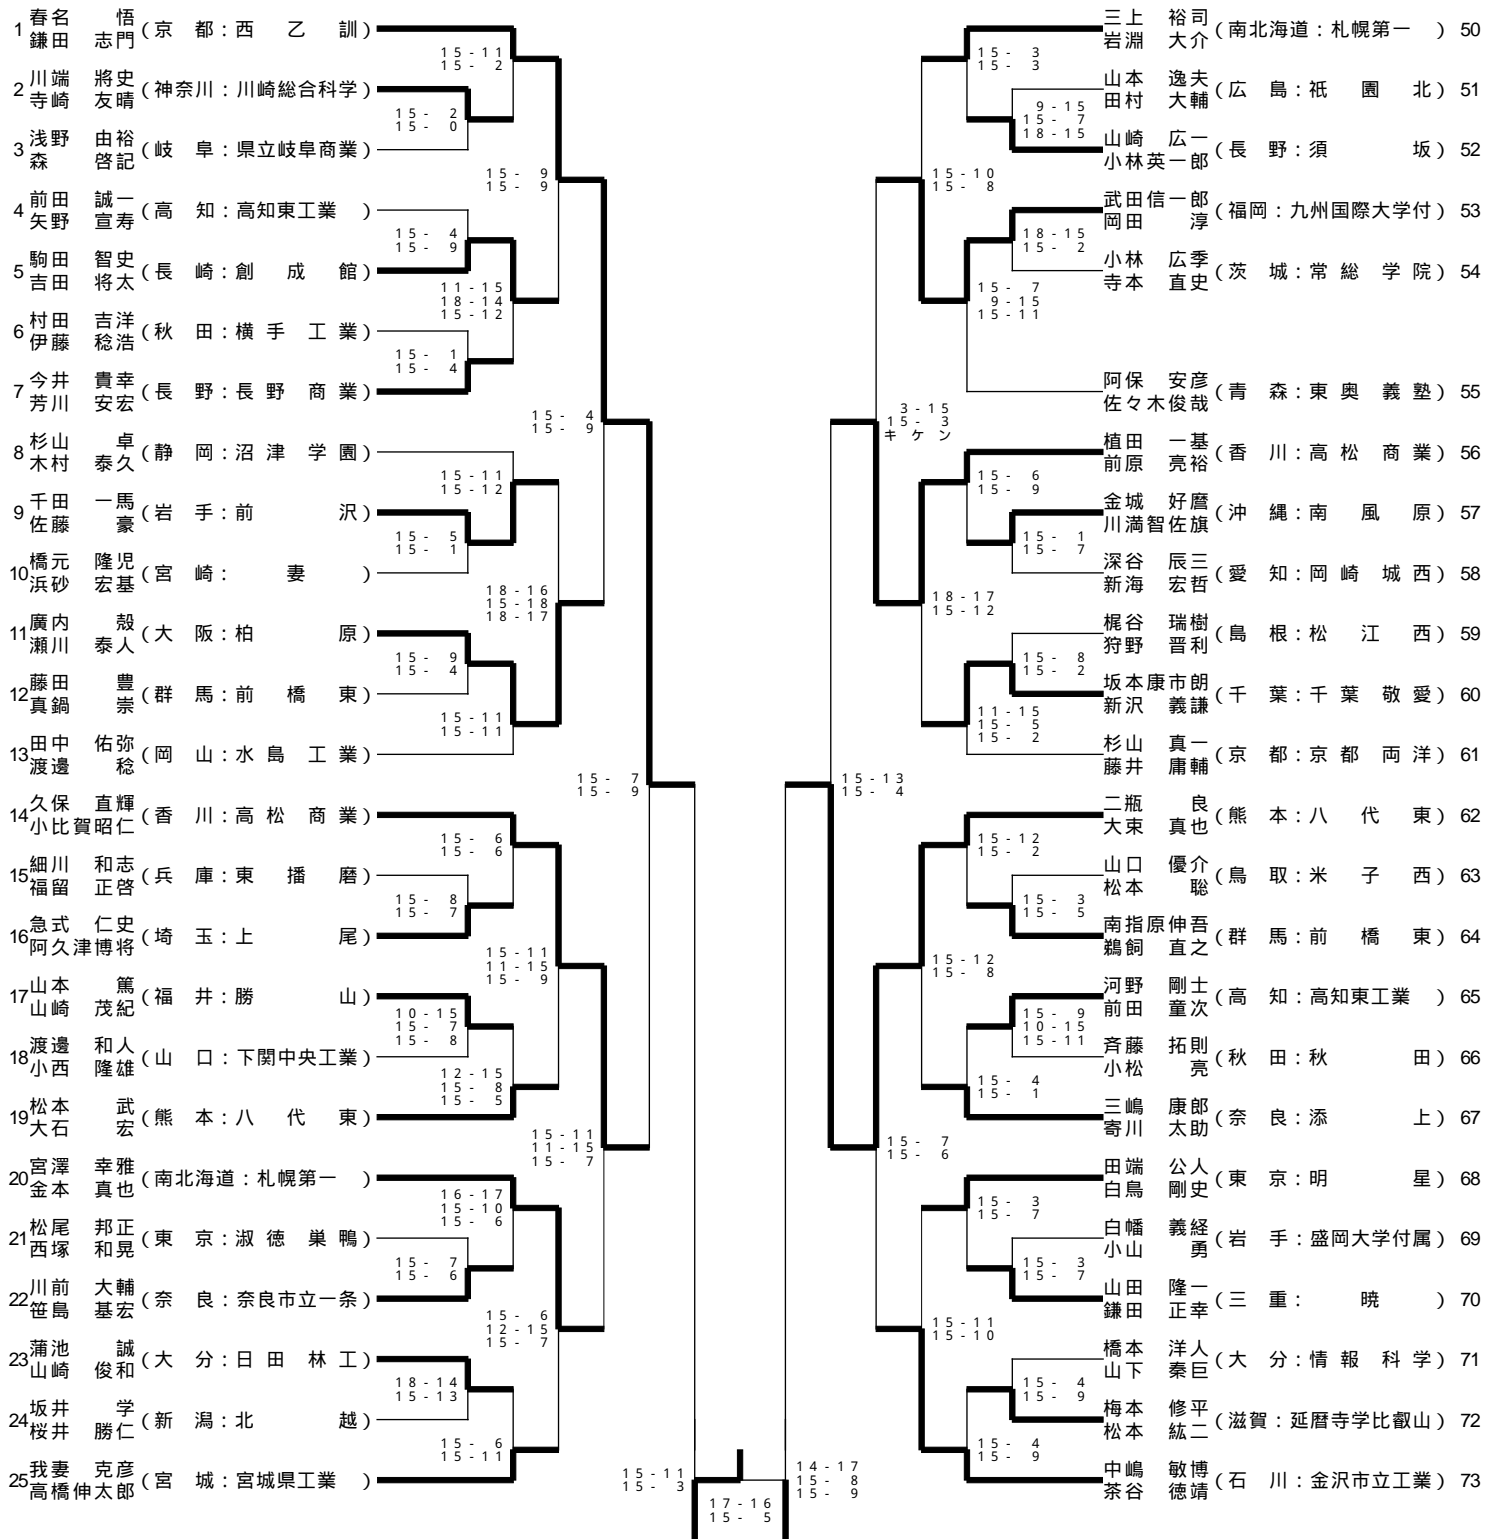 1 春名 悟 鎌田 志門 (京 都：西 乙 訓)
15-11
15- 2
2 川端 將史 寺崎 友晴 (神奈川：川崎総合科学)
15- 2
15- 0
3 浅野 由裕 森 啓記 (岐 阜：県立岐阜商業)
15- 9
15- 9
4 前田 誠一 矢野 宣寿 (高 知：高知東工業)
15- 4
15- 9
5 駒田 智史 吉田 将太 (長 崎：創 成 館)
11-15
18-14
15-12
6 村田 吉洋 伊藤 稔浩 (秋 田：横 手 工 業)
15- 1
15- 4
7 今井 貴幸 芳川 安宏 (長 野：長 野 商 業)
15- 4
15- 9
8 杉山 卓 木村 泰久 (静 岡：沼 津 学 園)
15-11
15-12
9 千田 一馬 佐藤 豪 (岩 手：前 沢)
15- 5
15- 1
10 橋元 隆児 浜砂 宏基 (宮 崎： 妻 )
18-16
15-18
18-17
11 廣内 殻 瀬川 泰人 (大 阪：柏 原)
15- 9
15- 4
12 藤田 豊 真鍋 崇 (群 馬：前 橋 東)
15-11
15-11
13 田中 佑弥 渡邊 稔 (岡 山：水 島 工 業)
15- 7
15- 9
14 久保 直輝 小比賀昭仁 (香 川：高 松 商 業)
15- 6
15- 6
15 細川 和志 福留 正啓 (兵 庫：東 播 磨)
15- 8
15- 7
16 急式 仁史 阿久津博将 (埼 玉：上 尾)
15-11
11-15
15- 9
17 山本 篤 山崎 茂紀 (福 井：勝 山)
10-15
15- 7
15- 8
18 渡邊 和人 小西 隆雄 (山 口：下関中央工業)
12-15
15- 8
15- 5
19 松本 武 大石 宏 (熊 本：八 代 東)
15-11
11-15
15- 7
20 宮澤 幸雅 金本 真也 (南北海道：札幌第一 )
16-17
15-10
15- 6
21 松尾 邦正 西塚 和晃 (東 京：淑 徳 巣 鴨)
15- 7
15- 6
22 川前 大輔 笹島 基宏 (奈 良：奈良市立一条)
15- 6
12-15
15- 7
23 蒲池 誠 山崎 俊和 (大 分：日 田 林 工)
18-14
15-13
24 坂井 学 桜井 勝仁 (新 潟：北 越)
15- 6
15-11
25 我妻 克彦 高橋伸太郎 (宮 城：宮城県工業)
15-11
15- 3
17-16
15- 5
14-17
15- 8
15- 9
三上 裕司 岩淵 大介 (南北海道：札幌第一 ) 50
15- 3
15- 3
山本 逸夫 田村 大輔 (広 島：祇 園 北) 51
9-15
15- 7
18-15
山崎 広一 小林英一郎 (長 野：須 坂) 52
15-10
15- 8
武田信一郎 岡田 淳 (福岡：九州国際大学付) 53
18-15
15- 2
小林 広季 寺本 直史 (茨 城：常 総 学 院) 54
15- 7
9-15
15-11
阿保 安彦 佐々木俊哉 (青 森：東 奥 義 塾) 55
3-15
15- 3
キ ケ ン
植田 一基 前原 亮裕 (香 川：高 松 商 業) 56
15- 6
15- 9
金城 好麿 川満智佐旗 (沖 縄：南 風 原) 57
15- 1
15- 7
深谷 辰三 新海 宏哲 (愛 知：岡 崎 城 西) 58
18-17
15-12
梶谷 瑞樹 狩野 晋利 (島 根：松 江 西) 59
15- 8
15- 2
坂本康市朗 新沢 義謙 (千 葉：千 葉 敬 愛) 60
11-15
15- 5
15- 2
杉山 真一 藤井 庸輔 (京 都：京 都 両 洋) 61
15-13
15- 4
二瓶 良 大束 真也 (熊 本：八 代 東) 62
15-12
15- 2
山口 優介 松本 聡 (鳥 取：米 子 西) 63
15- 3
15- 5
南指原伸吾 鵜飼 直之 (群 馬：前 橋 東) 64
15-12
15- 8
河野 剛士 前田 童次 (高 知：高知東工業 ) 65
15- 9
10-15
15-11
斉藤 拓則 小松 亮 (秋 田：秋 田) 66
15- 4
15- 1
三嶋 康郎 寄川 太助 (奈 良：添 上) 67
15- 7
15- 6
田端 公人 白鳥 剛史 (東 京：明 星) 68
15- 3
15- 7
白幡 義経 小山 勇 (岩 手：盛岡大学付属) 69
15- 3
15- 7
山田 隆一 鎌田 正幸 (三 重： 暁 ) 70
15-11
15-10
橋本 洋人 山下 秦巨 (大 分：情 報 科 学) 71
15- 4
15- 9
梅本 修平 松本 紘二 (滋賀：延暦寺学比叡山) 72
15- 4
15- 9
中嶋 敏博 茶谷 徳靖 (石 川：金沢市立工業) 73